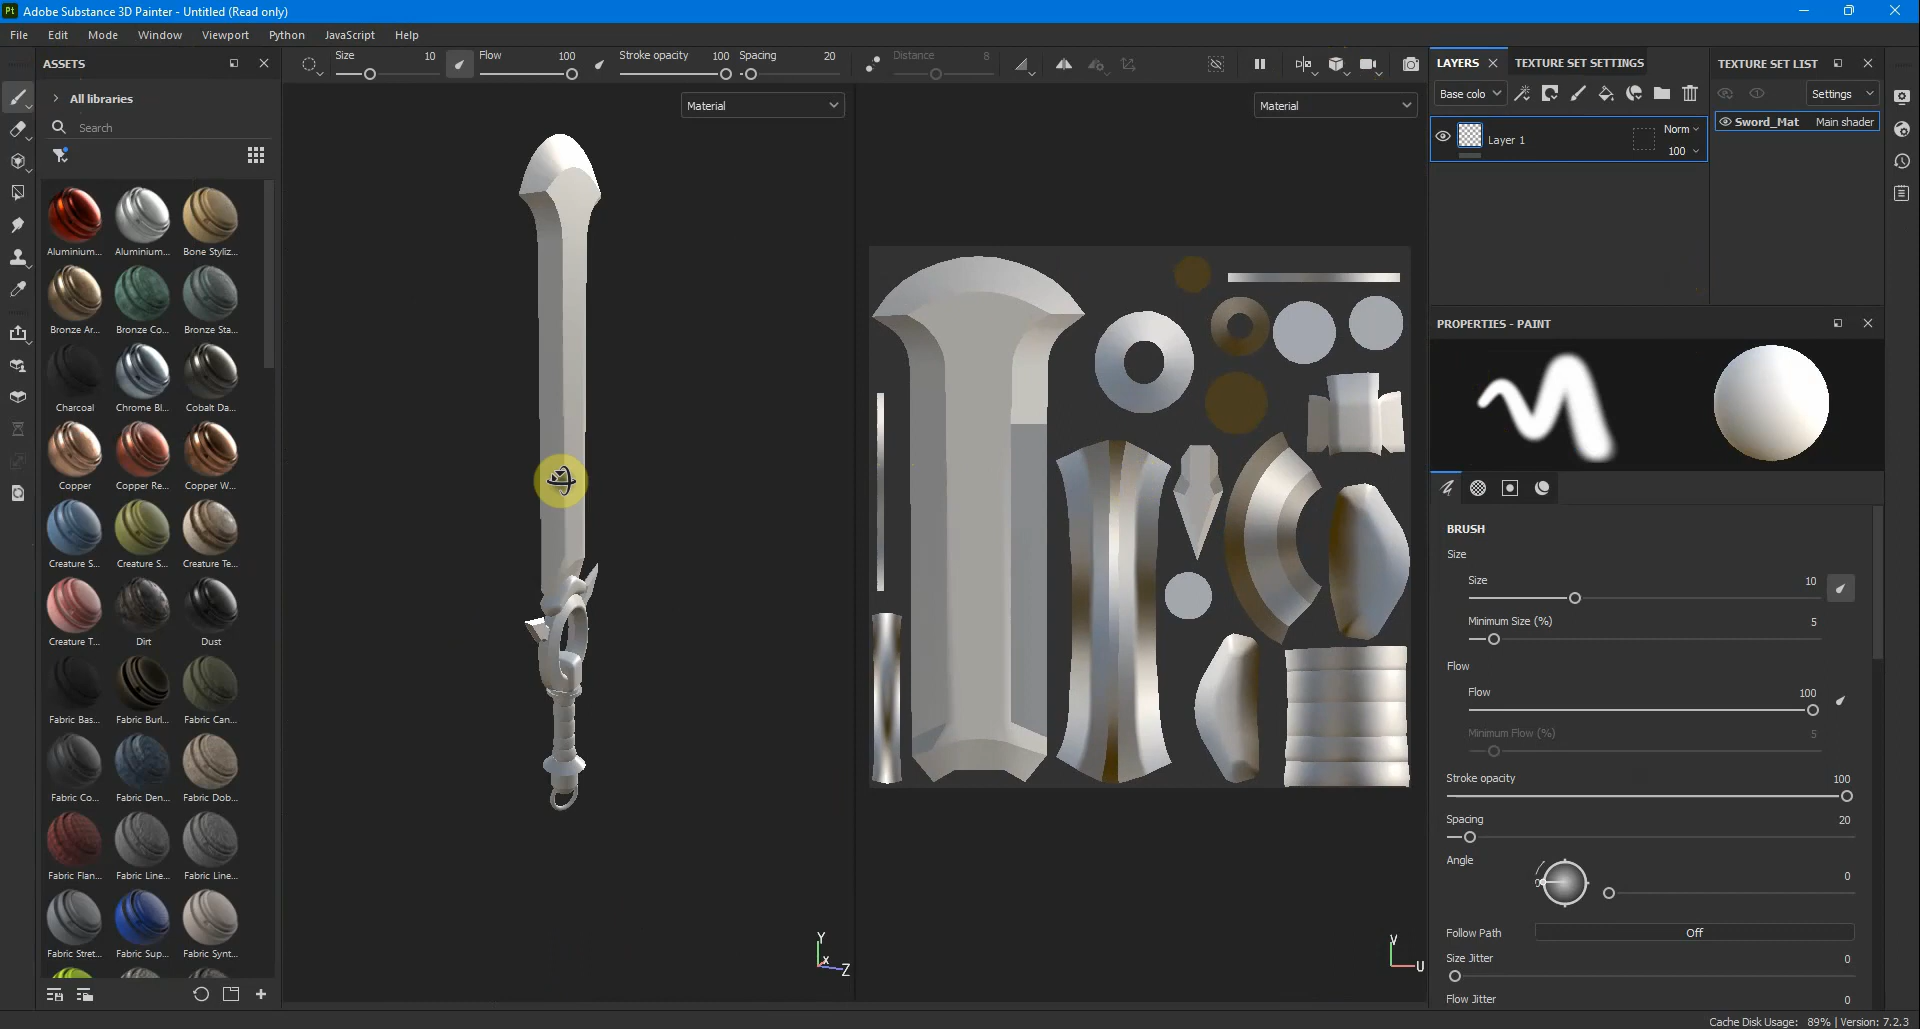 Pt Adobe Substance 3D Painter - Untitled (Read only)
File Edit Mode Window Viewport Python JavaScript Help
ASSETS
All libraries
Search
Aluminium... Aluminium... Bone Styliz...
Bronze Ar... Bronze Co... Bronze Sta...
Charcoal Chrome Bl... Cobalt Da...
Copper Copper Re... Copper W...
Creature S... Creature S... Creature Te...
Creature T... Dirt Dust
Fabric Bas... Fabric Burl... Fabric Can...
Fabric Co... Fabric Den... Fabric Dob...
Fabric Flan... Fabric Line... Fabric Line...
Fabric Stret... Fabric Sup... Fabric Synt...
Size 10 Flow 100 Stroke opacity 100 Spacing 20 Distance 8
Material
Material
Y
X
Z
V
U
LAYERS TEXTURE SET SETTINGS
Base colo
Layer 1 Norm
100
TEXTURE SET LIST
Settings
Sword_Mat Main shader
PROPERTIES - PAINT
BRUSH
Size
Size 10
Minimum Size (%) 5
Flow
Flow 100
Minimum Flow (%) 5
Stroke opacity 100
Spacing 20
Angle 0
0
Follow Path Off
Size Jitter 0
Flow Jitter 0
Cache Disk Usage: 89% | Version: 7.2.3